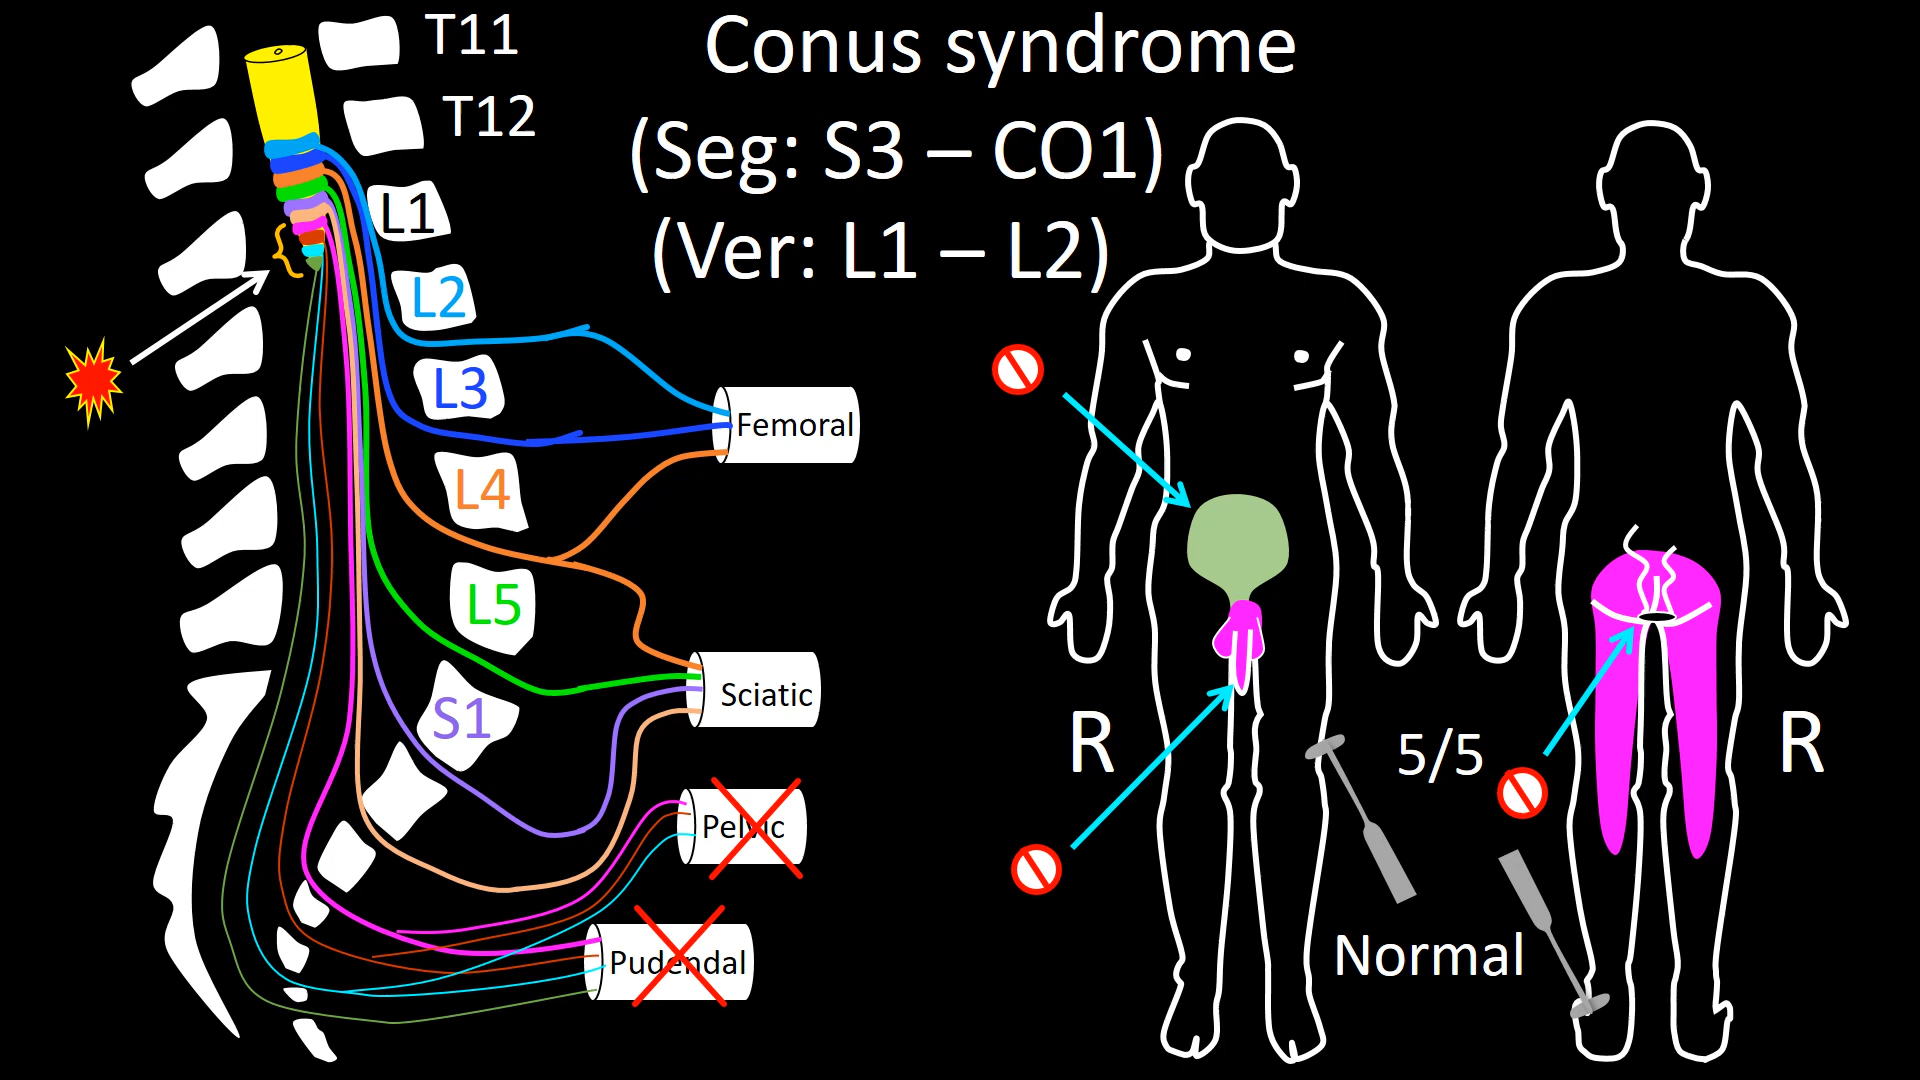 Conus syndrome
(Seg: S3 – CO1)
(Ver: L1 – L2)
T11
T12
L1
L2
L3
L4
L5
S1
Femoral
Sciatic
Pelvic
Pudendal
R
5/5
R
Normal